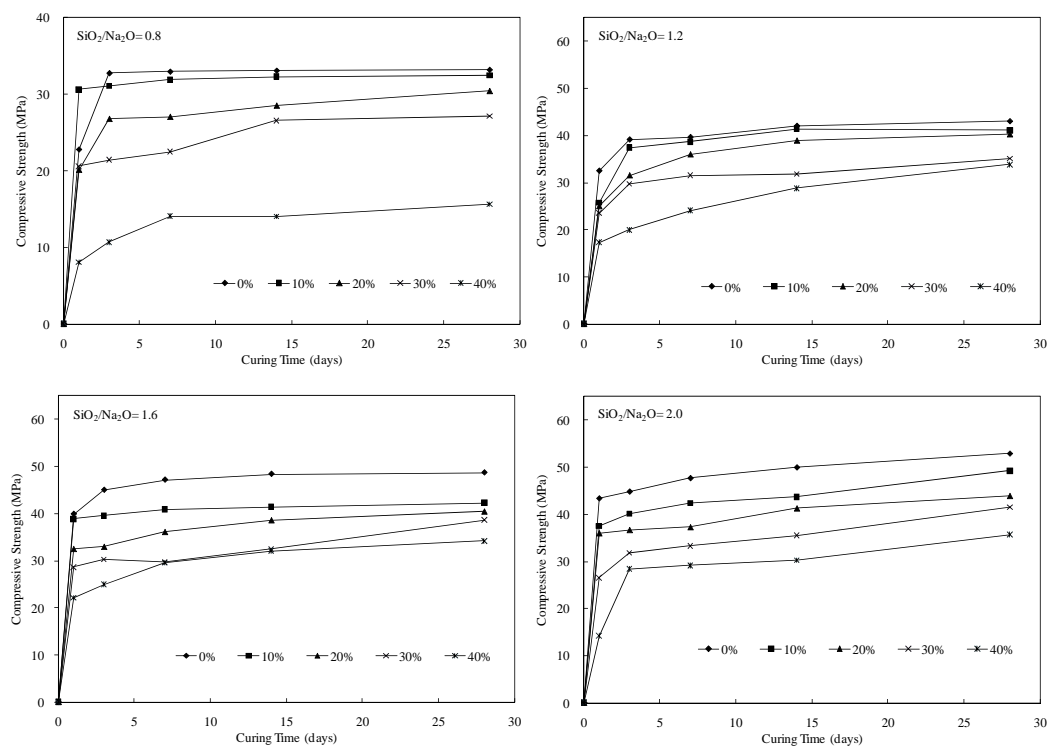 SiO₂/Na₂O= 0.8
Compressive Strength (MPa)
40
30
20
10
0
0% 10% 20% 30% 40%
0 5 10 15 20 25 30
Curing Time (days)
SiO₂/Na₂O= 1.2
Compressive Strength (MPa)
60
50
40
30
20
10
0
0% 10% 20% 30% 40%
0 5 10 15 20 25 30
Curing Time (days)
SiO₂/Na₂O= 1.6
Compressive Strength (MPa)
60
50
40
30
20
10
0
0% 10% 20% 30% 40%
0 5 10 15 20 25 30
Curing Time (days)
SiO₂/Na₂O= 2.0
Compressive Strength (MPa)
60
50
40
30
20
10
0
0% 10% 20% 30% 40%
0 5 10 15 20 25 30
Curing Time (days)